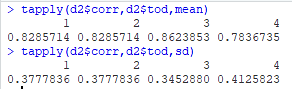 > tapply(d2$corr,d2$tod,mean)
1 2 3 4
0.8285714 0.8285714 0.8623853 0.7836735
> tapply(d2$corr,d2$tod,sd)
1 2 3 4
0.3777836 0.3777836 0.3452880 0.4125823